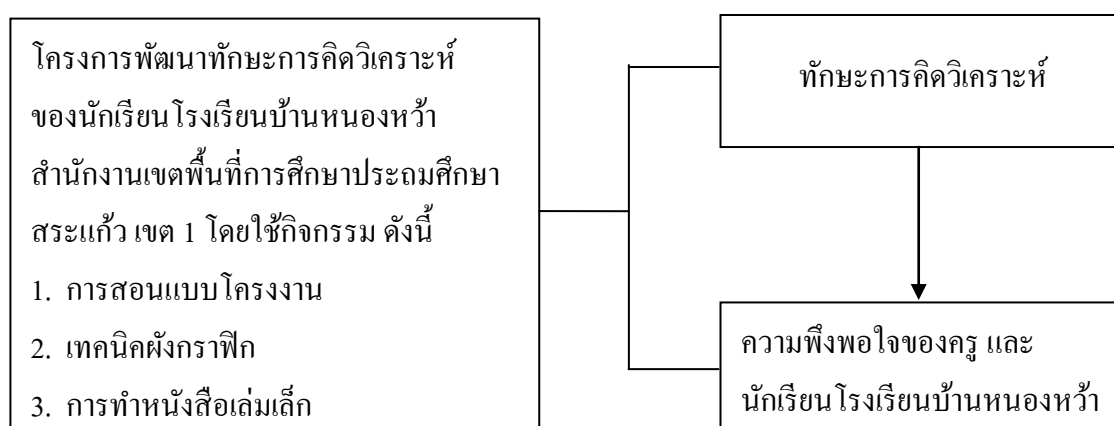 โครงการพัฒนาทักษะการคิดวิเคราะห์
ของนักเรียนโรงเรียนบ้านหนองหว้า
สำนักงานเขตพื้นที่การศึกษาประถมศึกษา
สระแก้ว เขต 1 โดยใช้กิจกรรม ดังนี้
1. การสอนแบบโครงงาน
2. เทคนิคผังกราฟิก
3. การทำหนังสือเล่มเล็ก
ทักษะการคิดวิเคราะห์
ความพึงพอใจของครู และ
นักเรียนโรงเรียนบ้านหนองหว้า